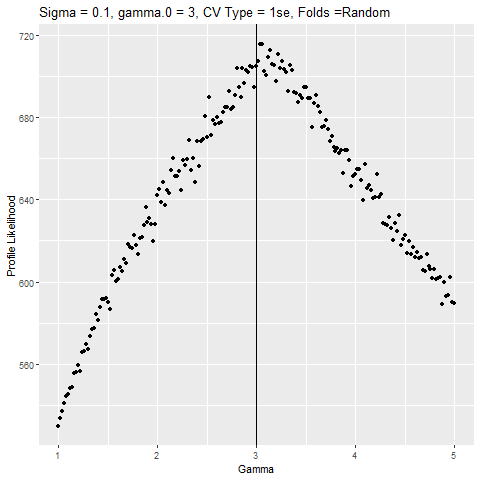 Sigma = 0.1, gamma.0 = 3, CV Type = 1se, Folds =Random
720
680
640
600
560
Profile Likelihood
1 2 3 4 5
Gamma